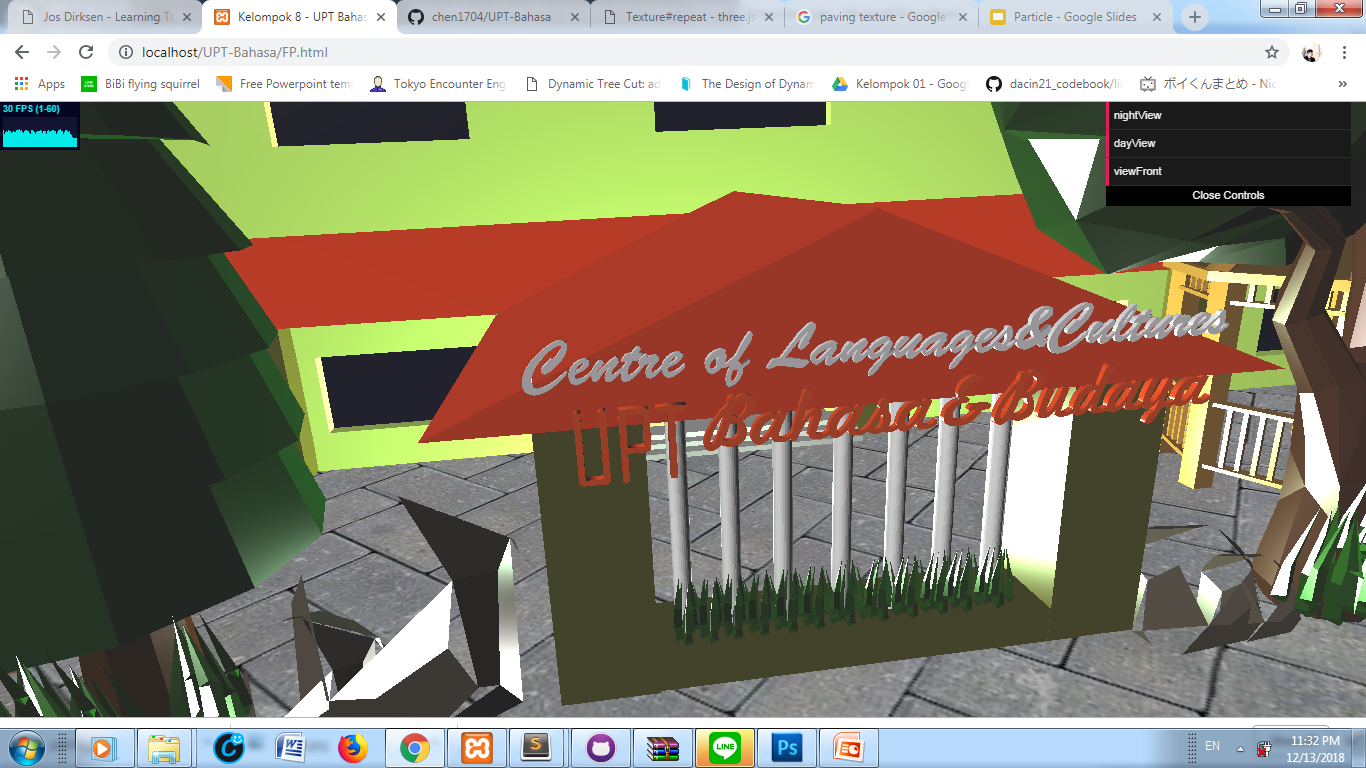 Jos Dirksen - Learning T
Kelompok 8 - UPT Bahas
chen1704/UPT-Bahasa
Texture#repeat - three.js
paving texture - Google
Particle - Google Slides
localhost/UPT-Bahasa/FP.html
Apps
BiBi flying squirrel
Free Powerpoint tem
Tokyo Encounter Eng
Dynamic Tree Cut: ad
The Design of Dynam
Kelompok 01 - Googl
dacin21_codebook/li
ボイくんまとめ - Nic
30 FPS (1-60)
nightView
dayView
viewFront
Close Controls
Centre of Languages&Cultures
UPT Bahasa & Budaya
EN
11:32 PM
12/13/2018